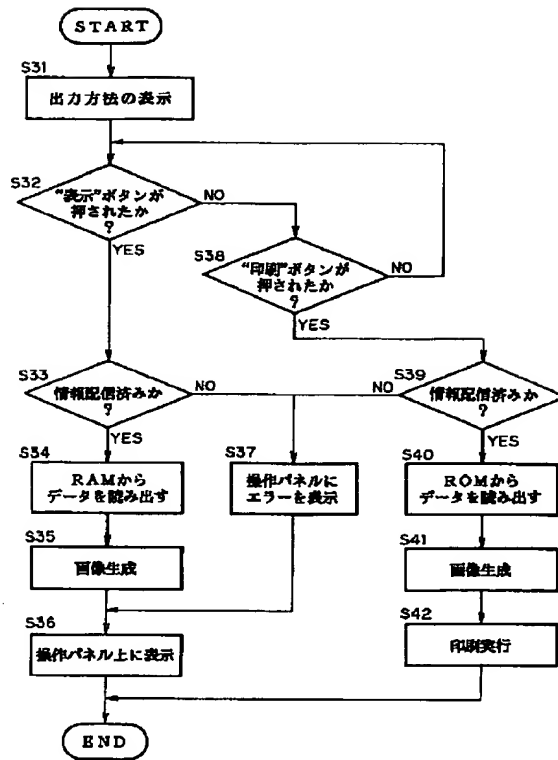 START
S31
出力方法の表示
S32
“表示”ボタンが
押されたか
?
NO
YES
S38
“印刷”ボタンが
押されたか
?
NO
YES
S33
情報配信済みか
?
NO
YES
S39
NO
情報配信済みか
?
YES
S34
RAMから
データを読み出す
S37
操作パネルに
エラーを表示
S40
ROMから
データを読み出す
S35
画像生成
S41
画像生成
S36
操作パネル上に表示
S42
印刷実行
END